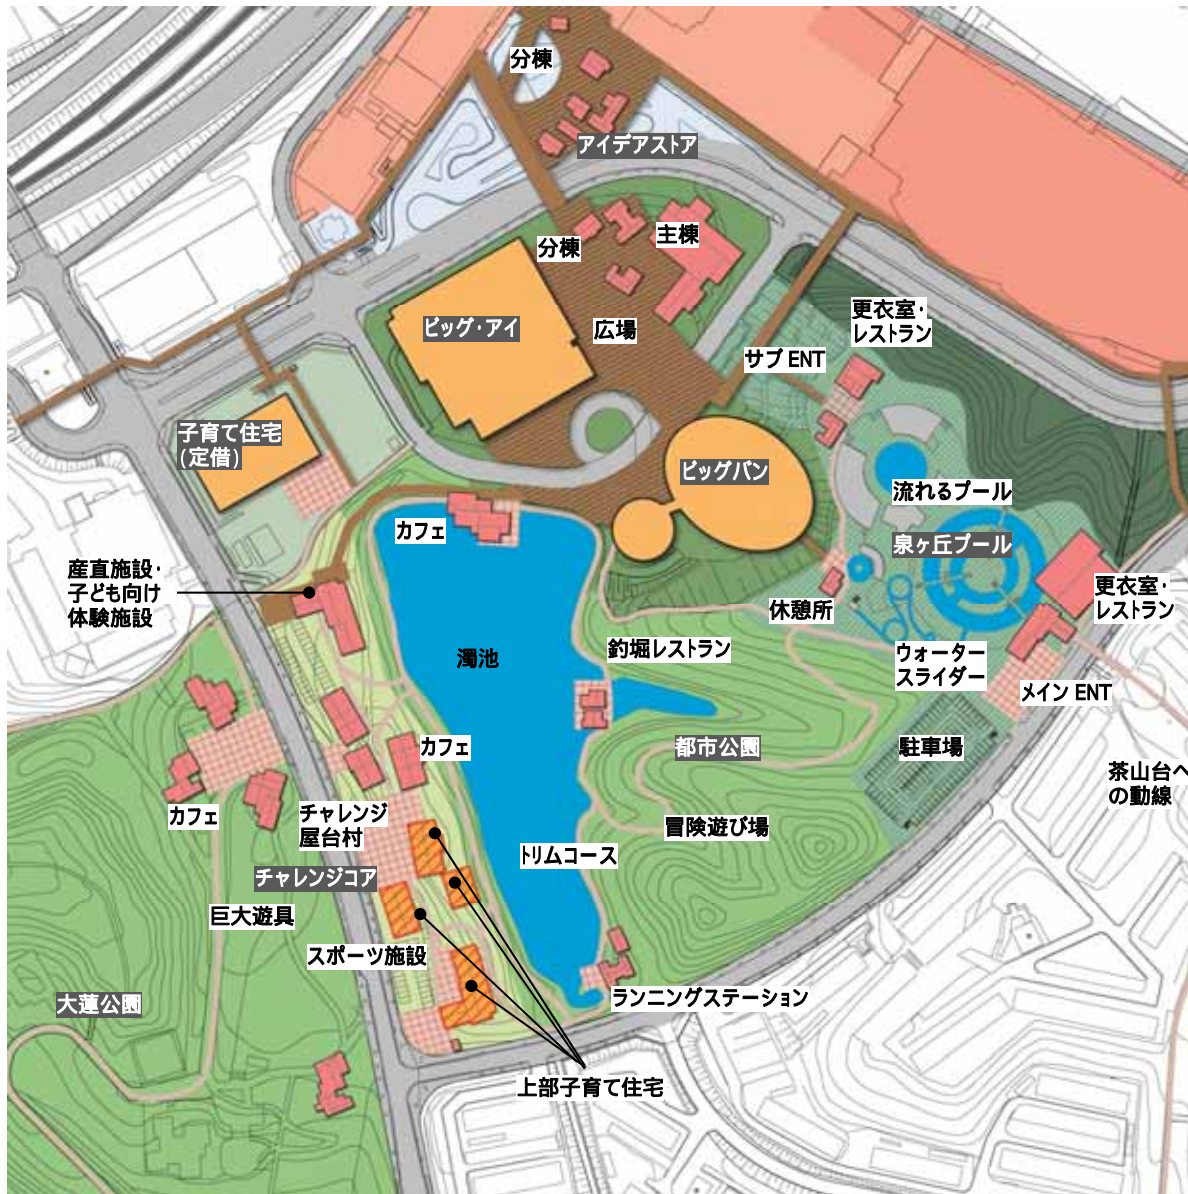 分棟
アイデアストア
分棟
主棟
ビッグ・アイ
広場
更衣室・
レストラン
サブ ENT
子育て住宅
(定借)
ビッグバン
流れるプール
カフェ
泉ヶ丘プール
産直施設・
子ども向け
体験施設
更衣室・
レストラン
休憩所
濁池
釣堀レストラン
ウォーター
スライダー
メイン ENT
カフェ
都市公園
駐車場
茶山台へ
の動線
カフェ
チャレンジ
屋台村
冒険遊び場
トリムコース
チャレンジコア
巨大遊具
スポーツ施設
大蓮公園
ランニングステーション
上部子育て住宅